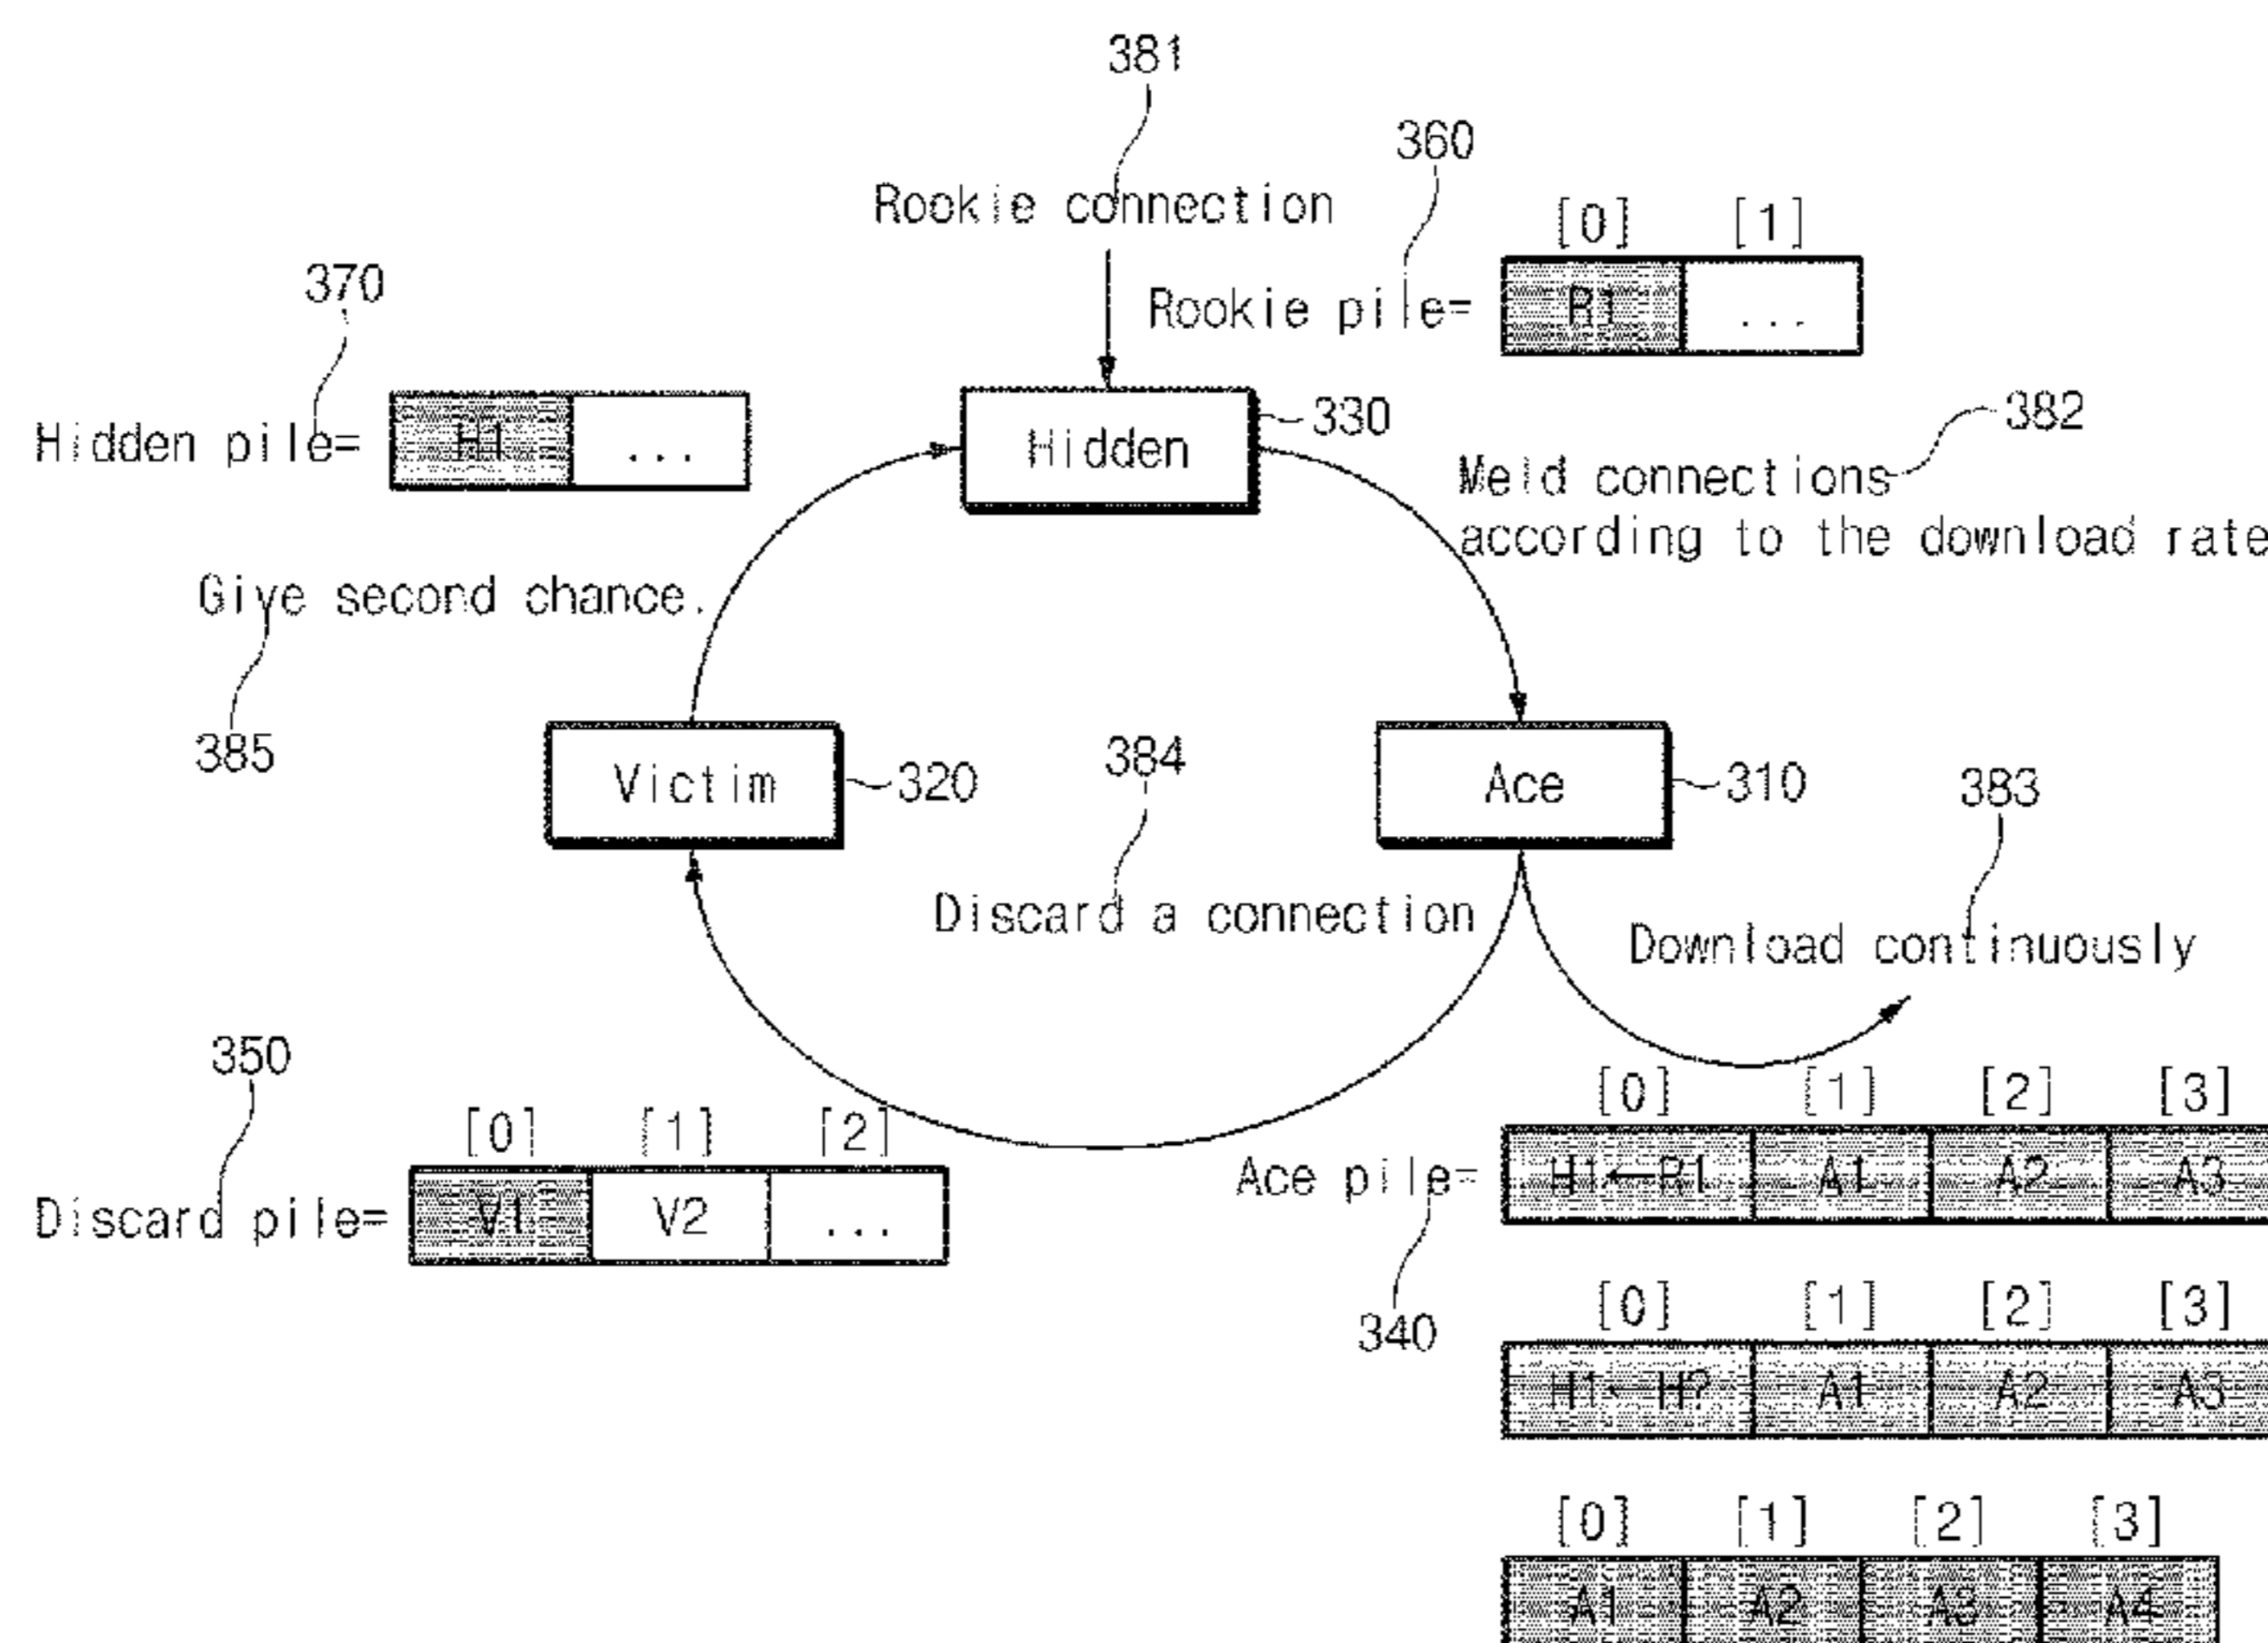 381
360
Rookie connection
[0] [1]
370
Rookie pile= R1 ...
382
Hidden pile= H1 ...
Hidden
330
Meld connections
according to the download rate
Give second chance.
385
Victim
320
384
Ace
310
383
Discard a connection
Download continuously
350
[0] [1] [2]
Discard pile= V1 V2 ...
[0] [1] [2] [3]
Ace pile= H1←R1 A1 A2 A3
340
[0] [1] [2] [3]
H1← H? A1 A2 A3
[0] [1] [2] [3]
A1 A2 A3 A4